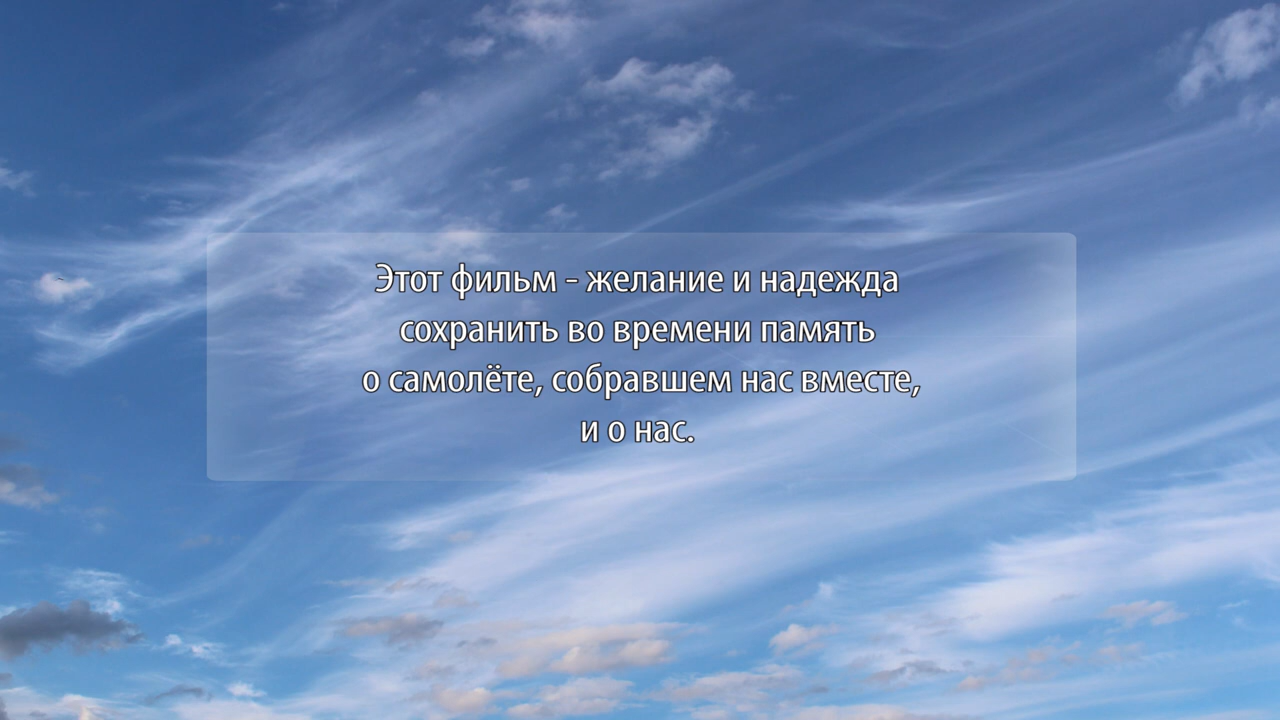 Этот фильм - желание и надежда
сохранить во времени память
о самолёте, собравшем нас вместе,
и о нас.